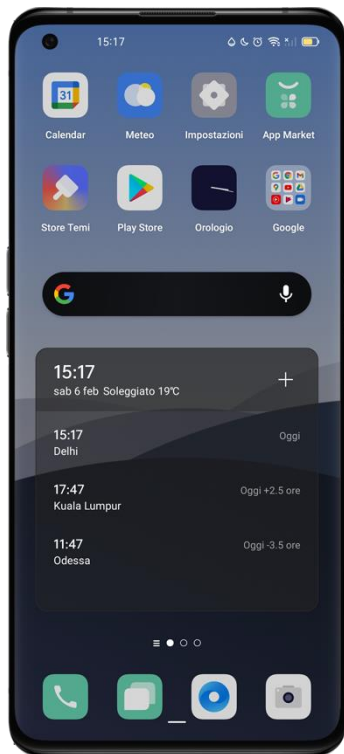 15:17
31
Calendar
Meteo
Impostazioni
App Market
Store Temi
Play Store
Orologio
Google
15:17
sab 6 feb Soleggiato 19°C
15:17
Oggi
Delhi
17:47
Oggi +2.5 ore
Kuala Lumpur
11:47
Oggi -3.5 ore
Odessa